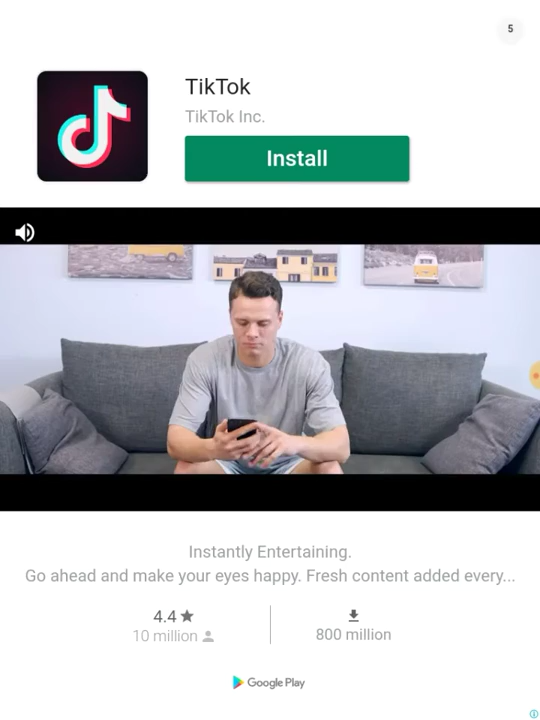 5
TikTok
TikTok Inc.
Install
Instantly Entertaining.
Go ahead and make your eyes happy. Fresh content added every...
4.4
10 million
800 million
Google Play